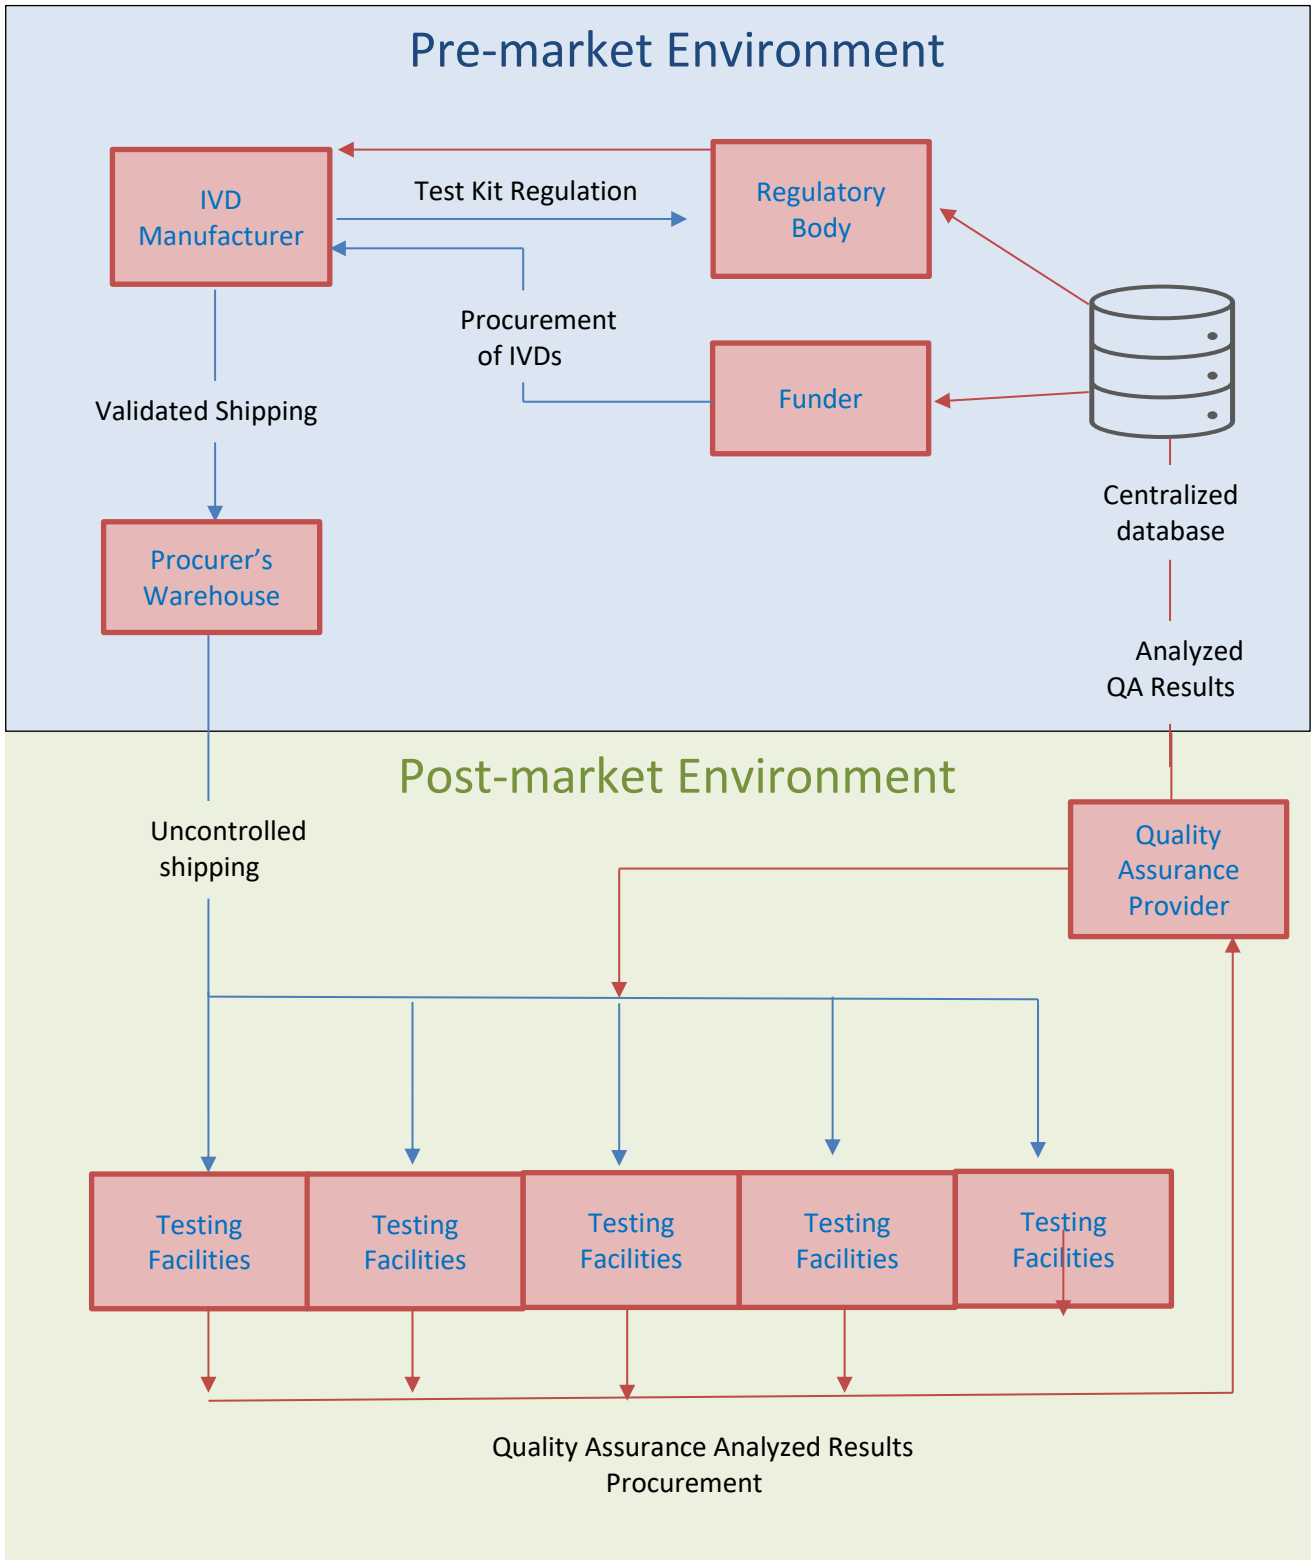 Pre-market Environment
IVD
Manufacturer
Test Kit Regulation
Regulatory
Body
Procurement
of IVDs
Funder
Validated Shipping
Centralized
database
Procurer’s
Warehouse
Analyzed
QA Results
Post-market Environment
Uncontrolled
shipping
Quality
Assurance
Provider
Testing
Facilities
Testing
Facilities
Testing
Facilities
Testing
Facilities
Testing
Facilities
Quality Assurance Analyzed Results
Procurement